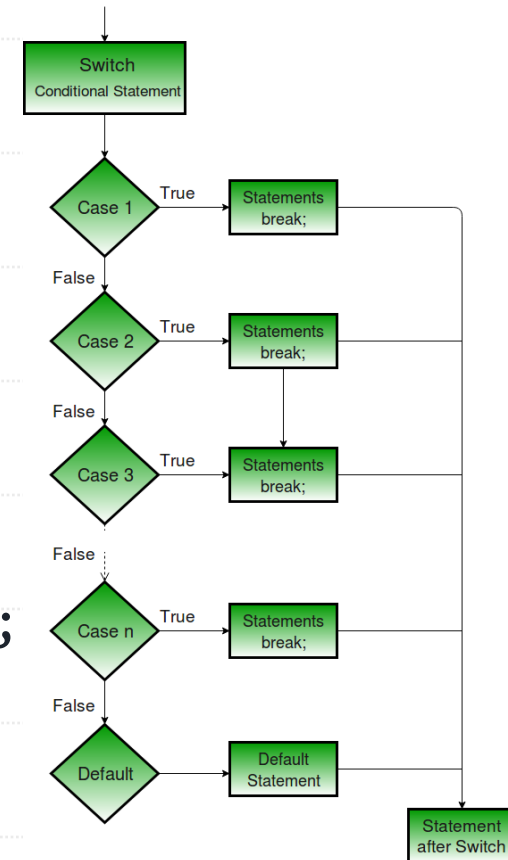 Switch
Conditional Statement
Case 1
True
Statements
break;
False
Case 2
True
Statements
break;
False
Case 3
True
Statements
break;
False
;
Case n
True
Statements
break;
False
Default
Default
Statement
Statement
after Switch